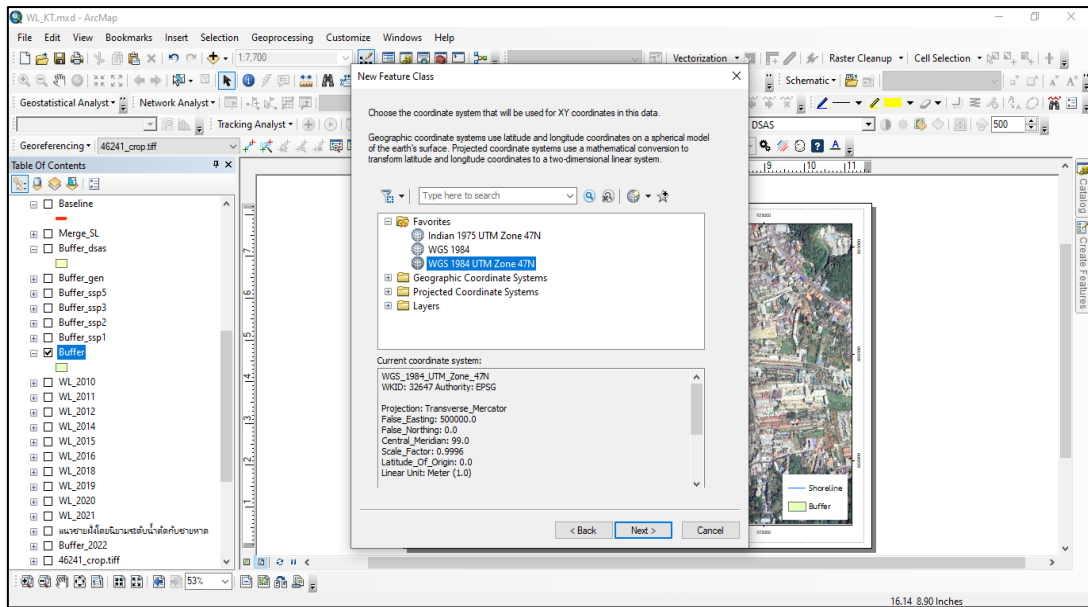 WL_KT.mxd - ArcMap
File Edit View Bookmarks Insert Selection Geoprocessing Customize Windows Help
1:7,700
Vectorization
Raster Cleanup Cell Selection
Schematic
Geostatistical Analyst Network Analyst
Tracking Analyst
DSAS
500
Georeferencing 46241_crop.tiff
Table Of Contents
Baseline
Merge_SL
Buffer_dsas
Buffer_gen
Buffer_ssp5
Buffer_ssp3
Buffer_ssp2
Buffer_ssp1
Buffer
WL_2010
WL_2011
WL_2012
WL_2014
WL_2015
WL_2016
WL_2018
WL_2019
WL_2020
WL_2021
แนวชายฝั่งโดยนิยามระดับน้ำตัดกับชายหาด
Buffer_2022
46241_crop.tiff
New Feature Class
Choose the coordinate system that will be used for XY coordinates in this data.
Geographic coordinate systems use latitude and longitude coordinates on a spherical model
of the earth's surface. Projected coordinate systems use a mathematical conversion to
transform latitude and longitude coordinates to a two-dimensional linear system.
Type here to search
Favorites
Indian 1975 UTM Zone 47N
WGS 1984
WGS 1984 UTM Zone 47N
Geographic Coordinate Systems
Projected Coordinate Systems
Layers
Current coordinate system:
WGS_1984_UTM_Zone_47N
WKID: 32647 Authority: EPSG
Projection: Transverse_Mercator
False_Easting: 500000.0
False_Northing: 0.0
Central_Meridian: 99.0
Scale_Factor: 0.9996
Latitude_Of_Origin: 0.0
Linear Unit: Meter (1.0)
< Back Next > Cancel
9 10 11
Shoreline
Buffer
Catalog
Create Features
53%
16.14 8.90 Inches